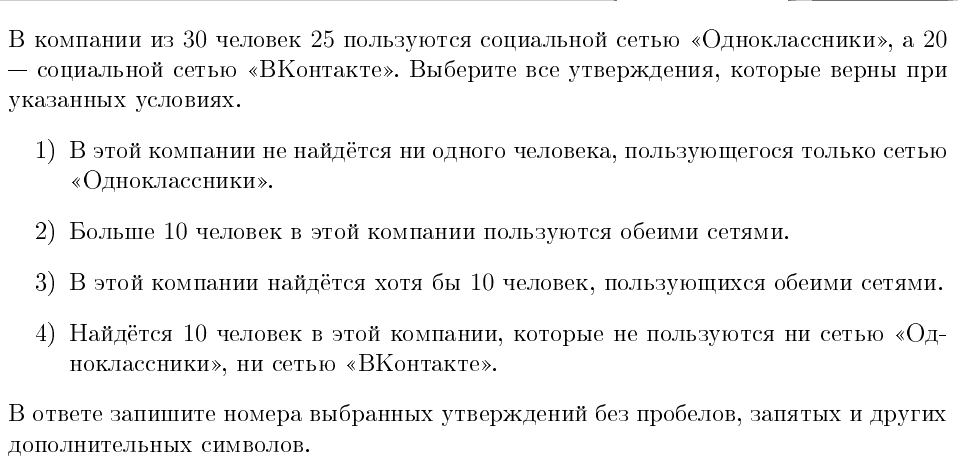 В компании из 30 человек 25 пользуются социальной сетью «Одноклассники», а 20
— социальной сетью «ВКонтакте». Выберите все утверждения, которые верны при
указанных условиях.
1) В этой компании не найдётся ни одного человека, пользующегося только сетью
«Одноклассники».
2) Больше 10 человек в этой компании пользуются обеими сетями.
3) В этой компании найдётся хотя бы 10 человек, пользующихся обеими сетями.
4) Найдётся 10 человек в этой компании, которые не пользуются ни сетью «Од-
ноклассники», ни сетью «ВКонтакте».
В ответе запишите номера выбранных утверждений без пробелов, запятых и других
дополнительных символов.